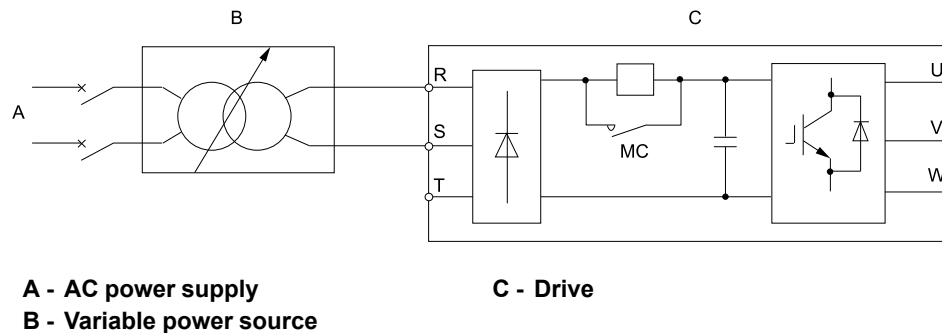 B
C
A
R
S
T
MC
U
V
W
A - AC power supply
B - Variable power source
C - Drive